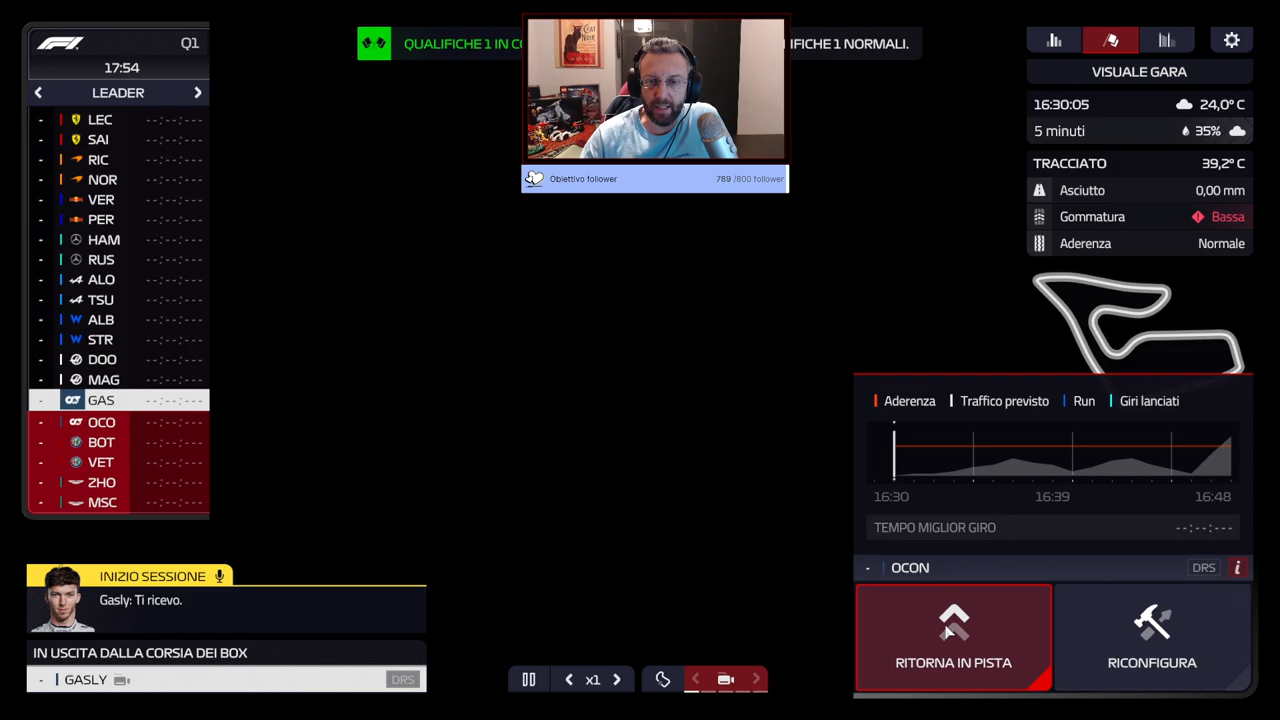 F1 Q1
17:54
LEADER
- LEC --:--:---
- SAI --:--:---
- RIC --:--:---
- NOR --:--:---
- VER --:--:---
- PER --:--:---
- HAM --:--:---
- RUS --:--:---
- ALO --:--:---
- TSU --:--:---
- ALB --:--:---
- STR --:--:---
- DOO --:--:---
- MAG --:--:---
- GAS
- OCO --:--:---
- BOT --:--:---
- VET --:--:---
- ZHO --:--:---
- MSC --:--:---
INIZIO SESSIONE
Gasly: Ti ricevo.
IN USCITA DALLA CORSIA DEI BOX
- GASLY DRS
QUALIFICHE 1 IN CO
IFICHE 1 NORMALI.
CHAT
NOIR
Obiettivo follower 789 /800 follower
x1
VISUALE GARA
16:30:05 24,0°C
5 minuti 35%
TRACCIATO 39,2°C
Asciutto 0,00 mm
Gommatura Bassa
Aderenza Normale
Aderenza Traffico previsto Run Giri lanciati
16:30 16:39 16:48
TEMPO MIGLIOR GIRO --:--:---
- OCON DRS i
RITORNA IN PISTA
RICONFIGURA